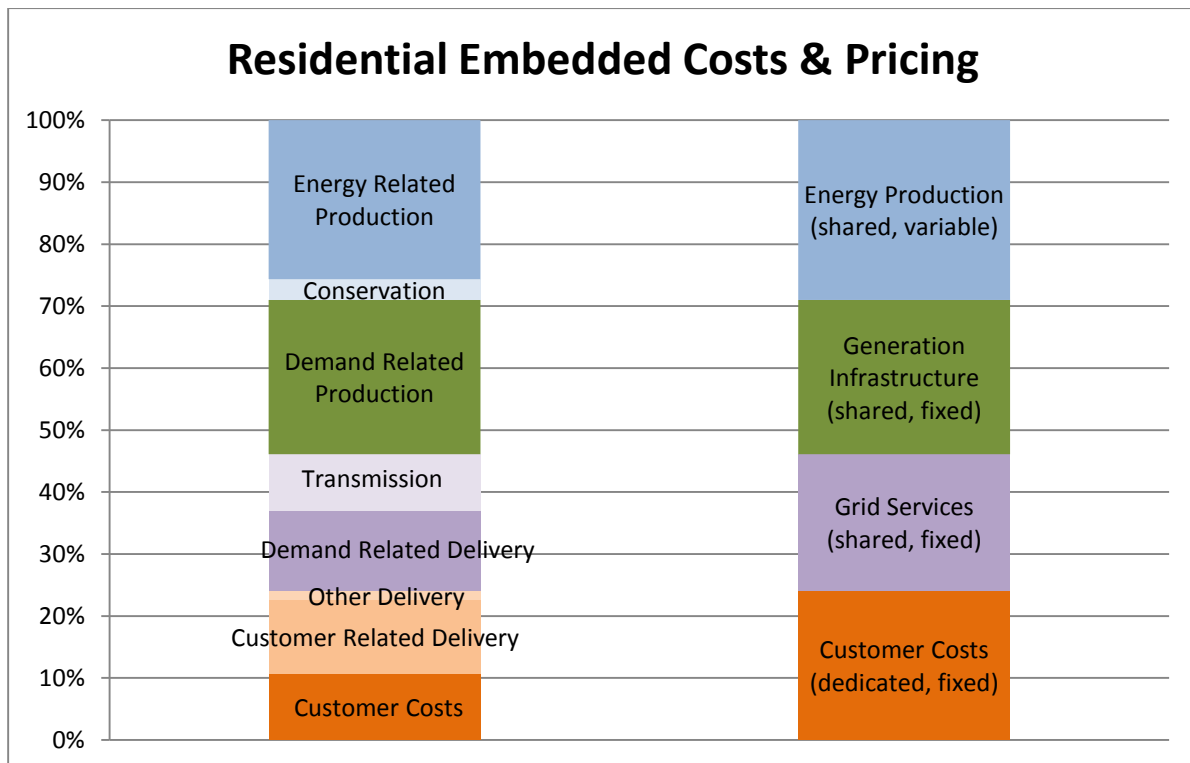 Residential Embedded Costs & Pricing
100%
90%
80%
70%
60%
50%
40%
30%
20%
10%
0%
Energy Related
Production
Conservation
Demand Related
Production
Transmission
Demand Related Delivery
Other Delivery
Customer Related Delivery
Customer Costs
Energy Production
(shared, variable)
Generation
Infrastructure
(shared, fixed)
Grid Services
(shared, fixed)
Customer Costs
(dedicated, fixed)